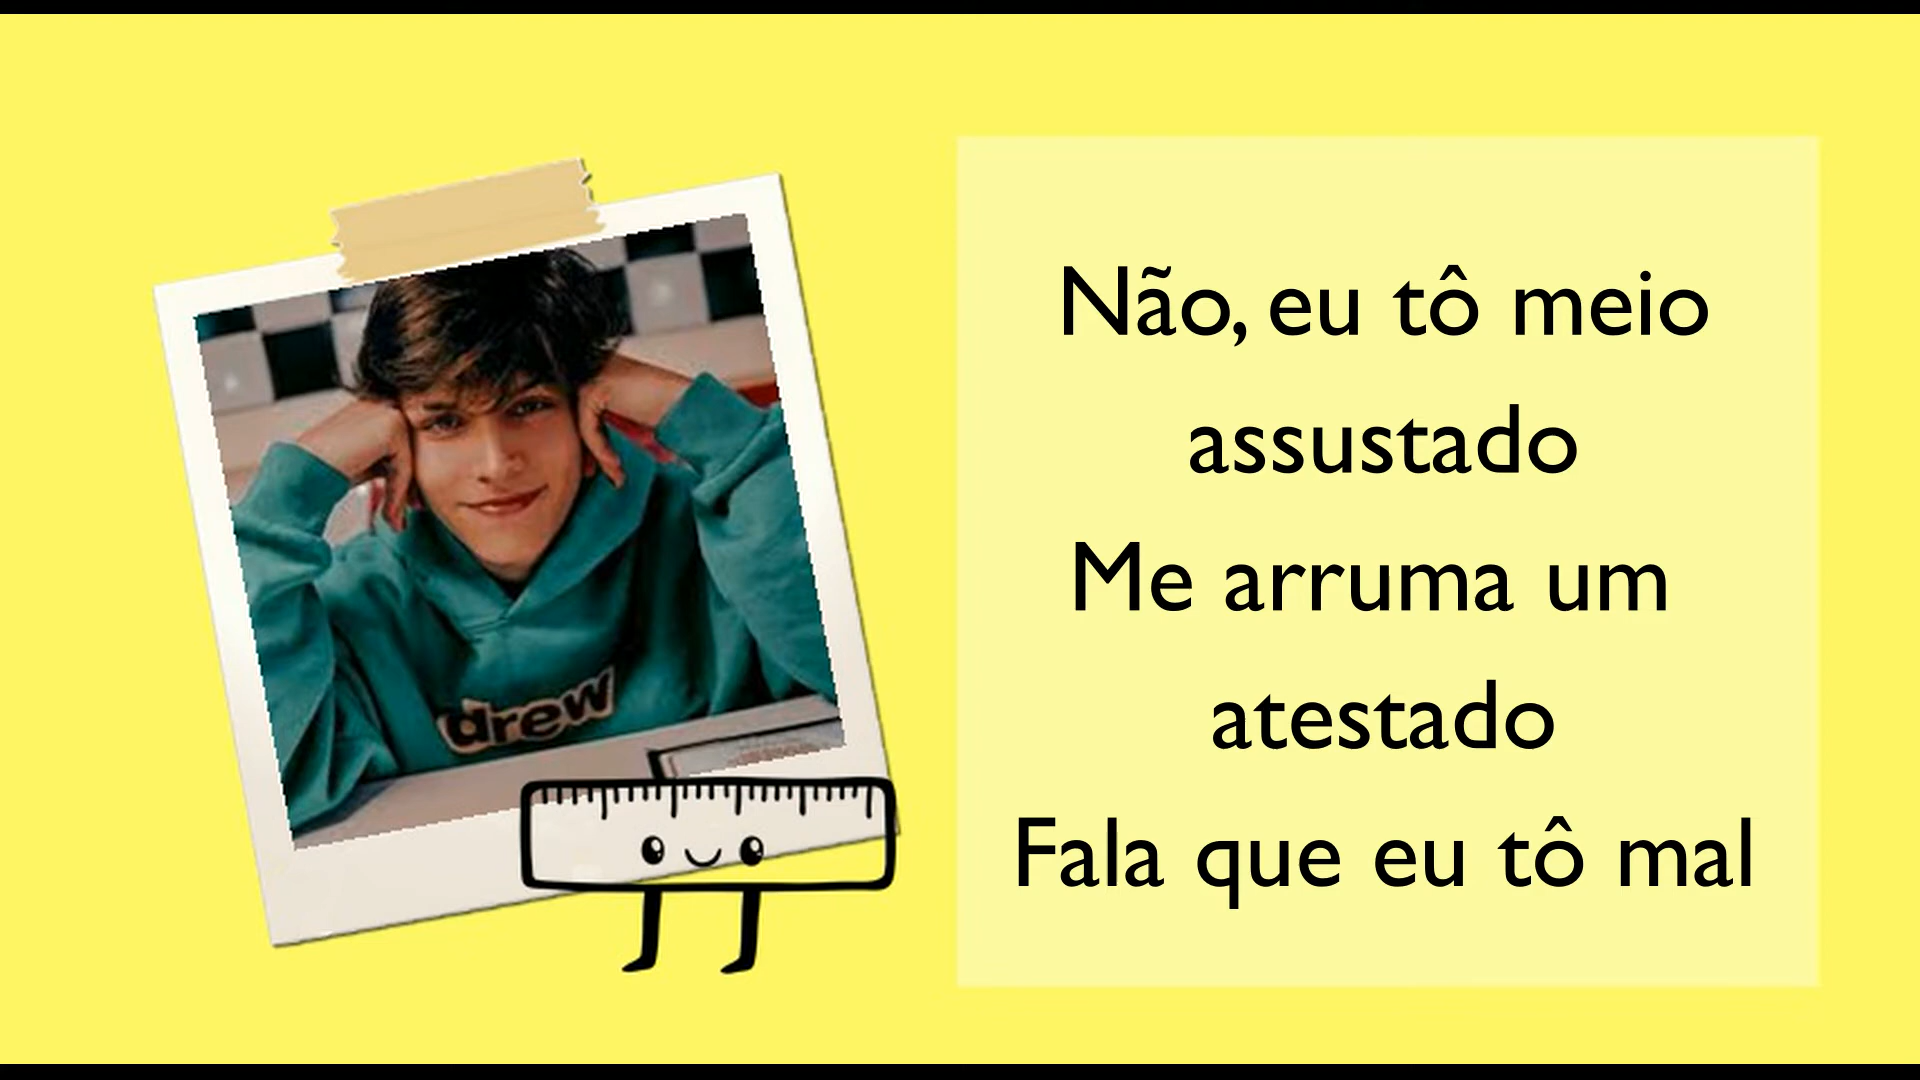 Não, eu tô meio
assustado
Me arruma um
atestado
Fala que eu tô mal
drew